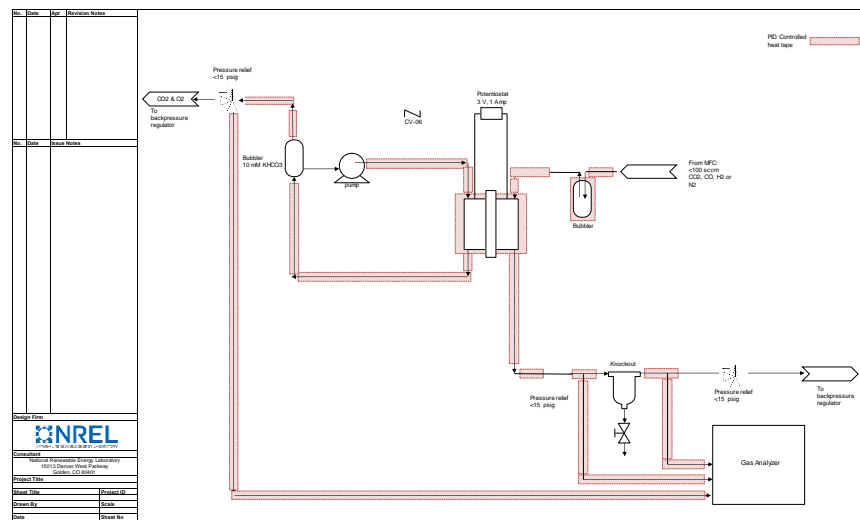 No. Date Apr Revision Notes
No. Date Issue Notes
Design Firm
NREL
NATIONAL RENEWABLE ENERGY LABORATORY
Consultant
National Renewable Energy Laboratory
15013 Denver West Parkway
Golden, CO 80401
Project Title
Sheet Title Project ID
Drawn By Scale
Date Sheet No
PID Controlled
heat tape
Pressure relief
<15 psig
CO2 & O2
To
backpressure
regulator
Bubbler
10 mM KHCO3
pump
CV-06
Potentiostat
3 V, 1 Amp
From MFC:
<100 sccm
CO2, CO, H2 or
N2
Bubbler
Knockout
Pressure relief
<15 psig
Pressure relief
<15 psig
To
backpressure
regulator
Gas Analyzer